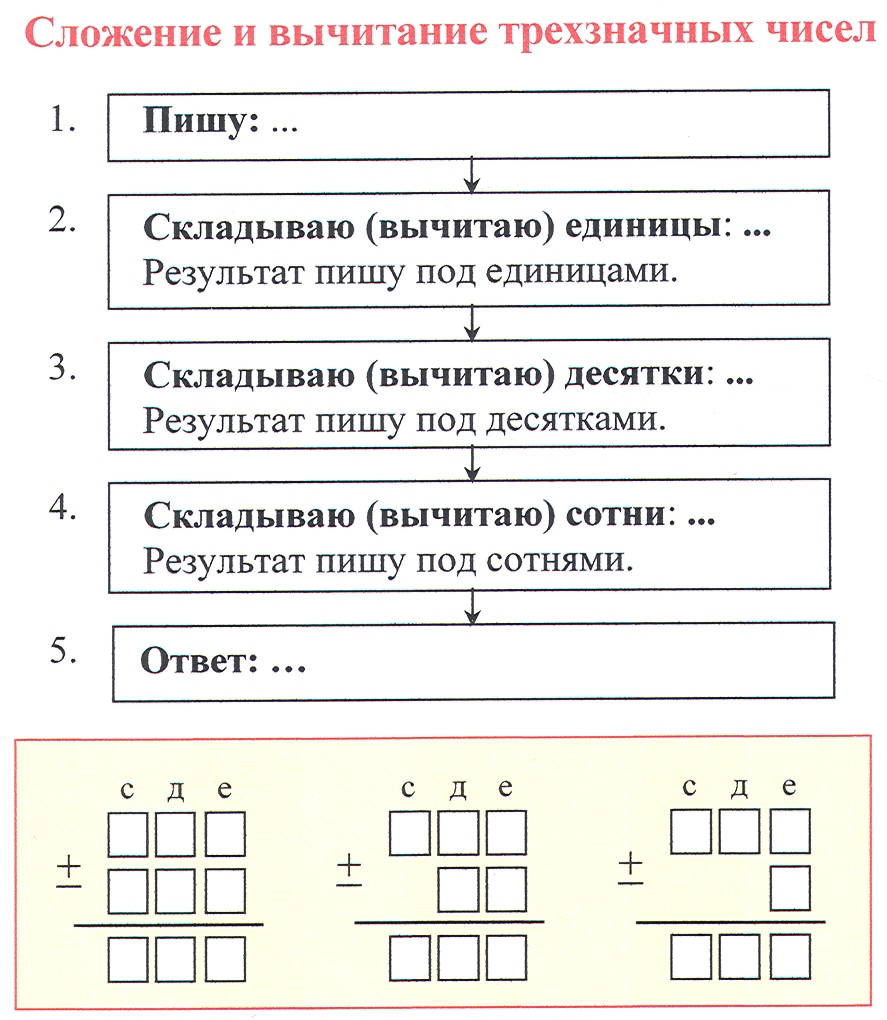 Сложение и вычитание трехзначных чисел
1. Пишу: ...
2. Складываю (вычитаю) единицы: ...
Результат пишу под единицами.
3. Складываю (вычитаю) десятки: ...
Результат пишу под десятками.
4. Складываю (вычитаю) сотни: ...
Результат пишу под сотнями.
5. Ответ: ...
с д е с д е с д е
± ± ±